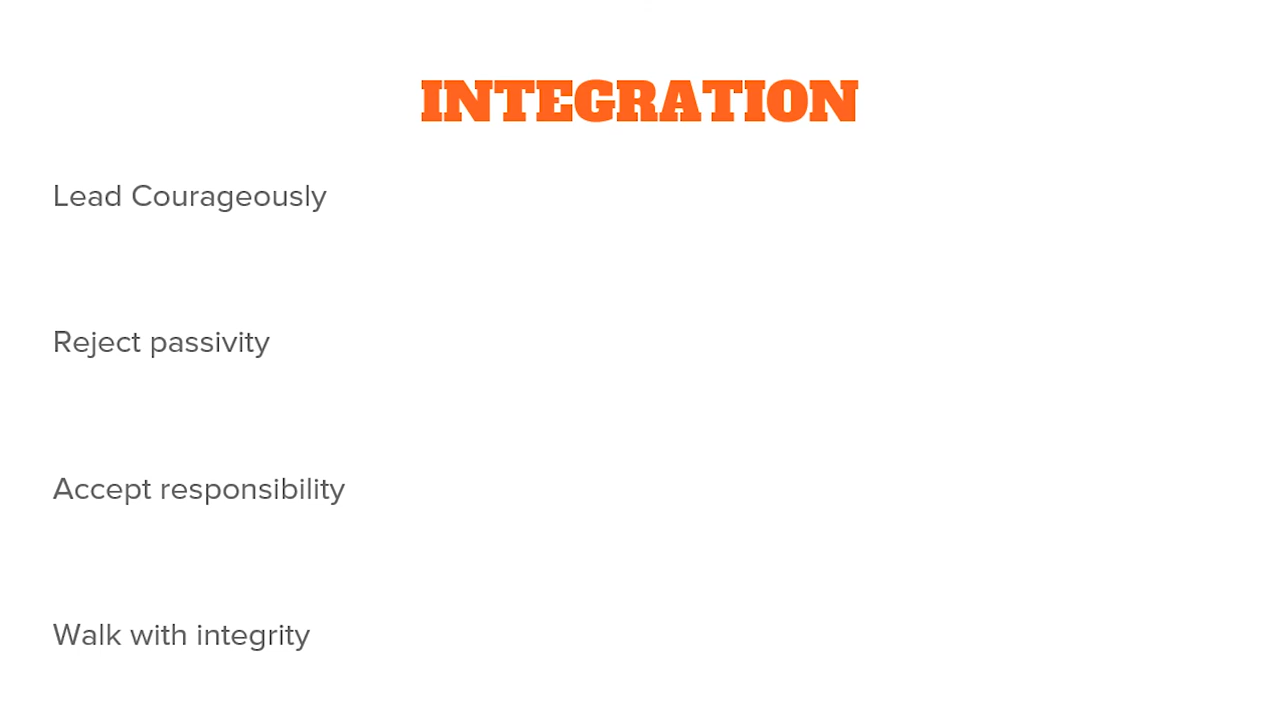 INTEGRATION
Lead Courageously
Reject passivity
Accept responsibility
Walk with integrity